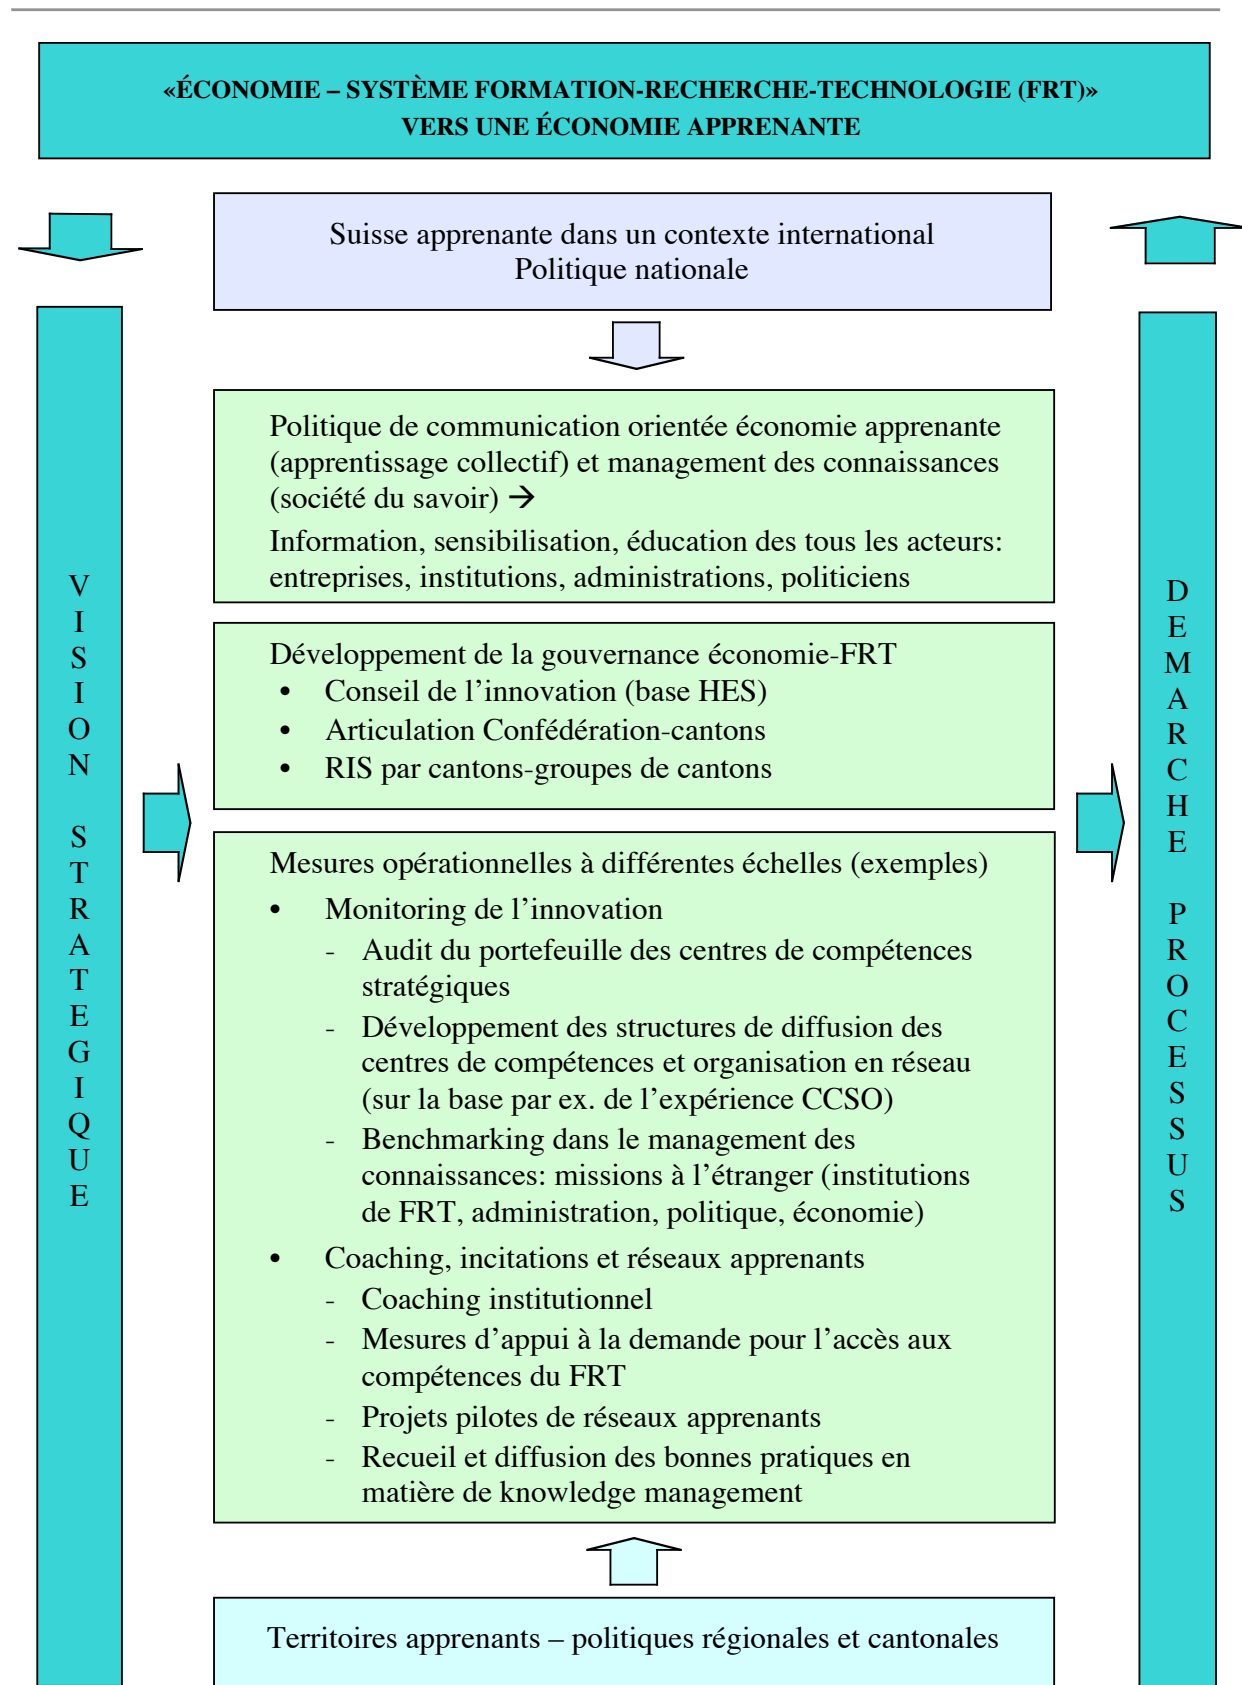 «ÉCONOMIE – SYSTÈME FORMATION-RECHERCHE-TECHNOLOGIE (FRT)»
VERS UNE ÉCONOMIE APPRENANTE
Suisse apprenante dans un contexte international
Politique nationale
VISION STRATEGIQUE
Politique de communication orientée économie apprenante
(apprentissage collectif) et management des connaissances
(société du savoir) →
Information, sensibilisation, éducation des tous les acteurs:
entreprises, institutions, administrations, politiciens
Développement de la gouvernance économie-FRT
• Conseil de l’innovation (base HES)
• Articulation Confédération-cantons
• RIS par cantons-groupes de cantons
Mesures opérationnelles à différentes échelles (exemples)
• Monitoring de l’innovation
- Audit du portefeuille des centres de compétences
stratégiques
- Développement des structures de diffusion des
centres de compétences et organisation en réseau
(sur la base par ex. de l’expérience CCSO)
- Benchmarking dans le management des
connaissances: missions à l’étranger (institutions
de FRT, administration, politique, économie)
• Coaching, incitations et réseaux apprenants
- Coaching institutionnel
- Mesures d’appui à la demande pour l’accès aux
compétences du FRT
- Projets pilotes de réseaux apprenants
- Recueil et diffusion des bonnes pratiques en
matière de knowledge management
Territoires apprenants – politiques régionales et cantonales
DEMARCHE PROCESSUS